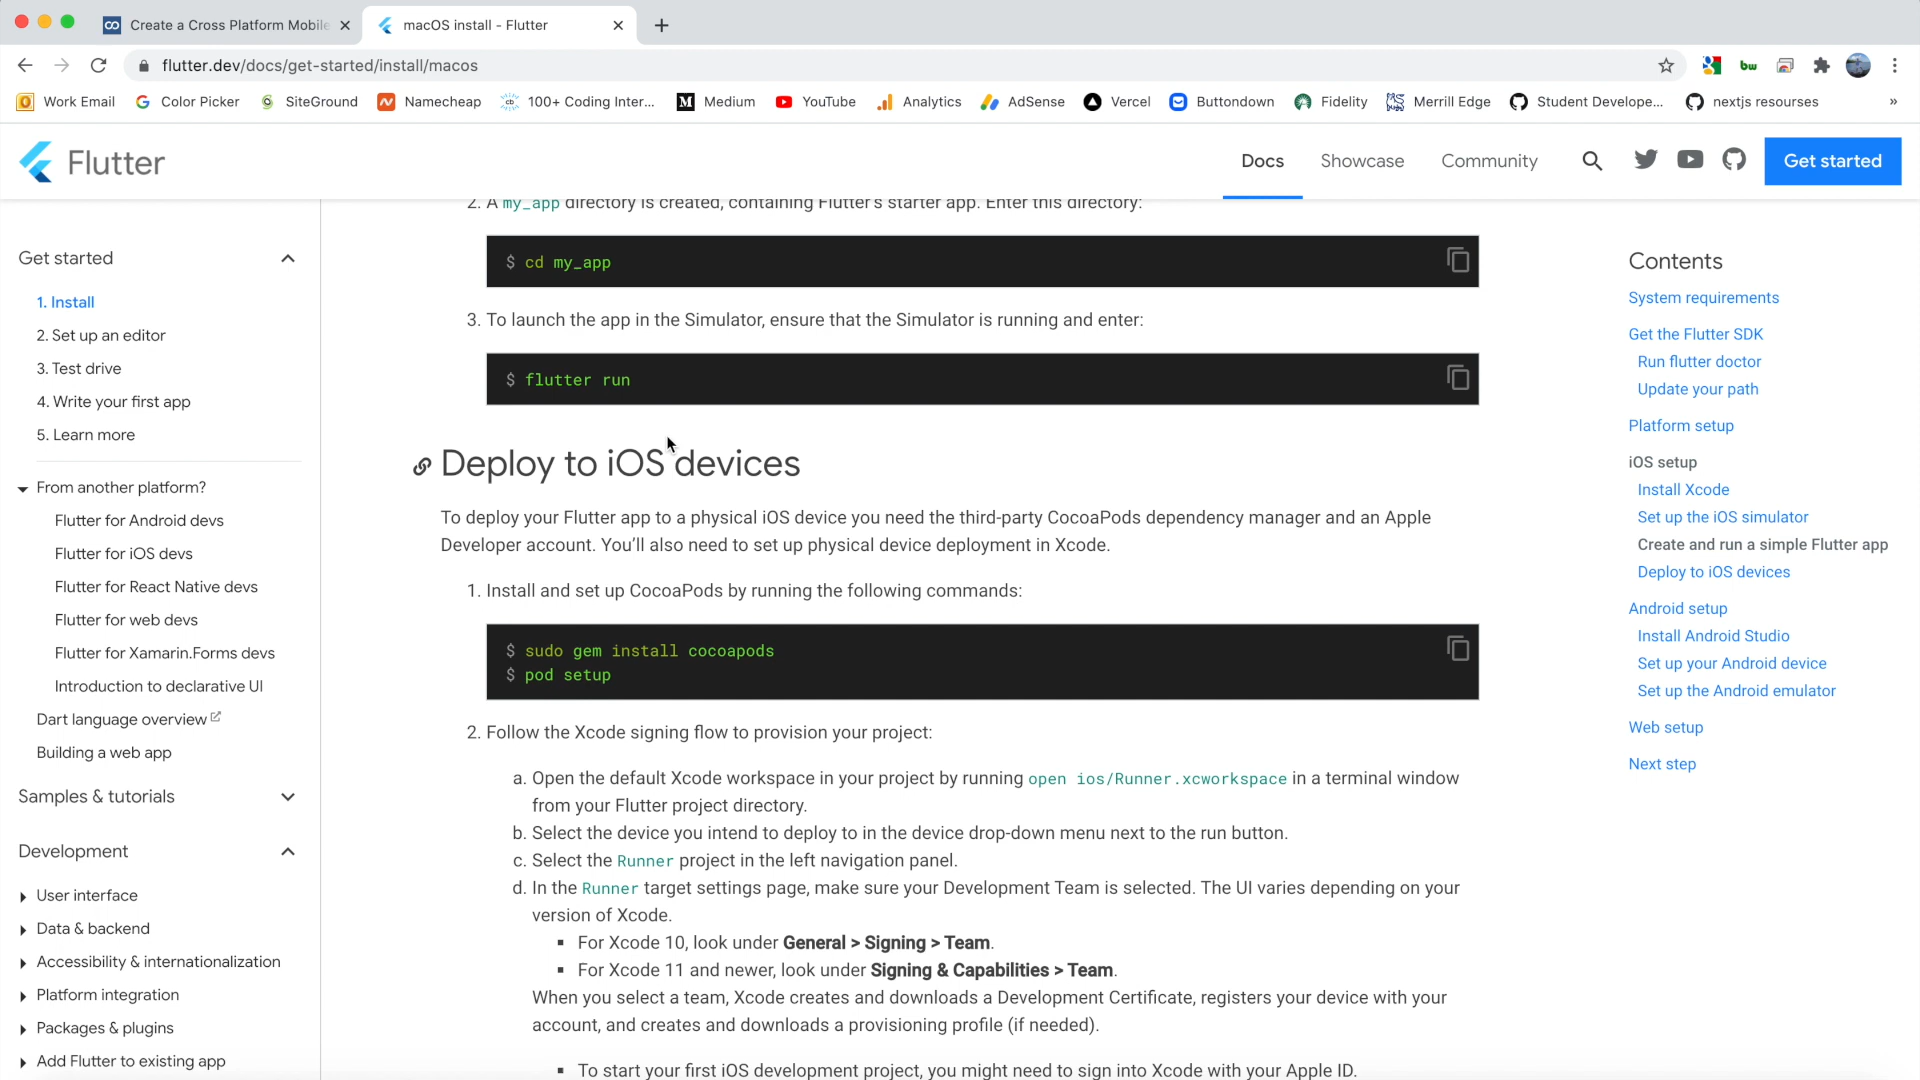 Create a Cross Platform Mobile
macOS install - Flutter
flutter.dev/docs/get-started/install/macos
Work Email
Color Picker
SiteGround
Namecheap
100+ Coding Inter...
Medium
YouTube
Analytics
AdSense
Vercel
Buttondown
Fidelity
Merrill Edge
Student Develope...
nextjs resourses
»
Flutter
Docs
Showcase
Community
Get started
Get started
1. Install
2. Set up an editor
3. Test drive
4. Write your first app
5. Learn more
From another platform?
Flutter for Android devs
Flutter for iOS devs
Flutter for React Native devs
Flutter for web devs
Flutter for Xamarin.Forms devs
Introduction to declarative UI
Dart language overview
Building a web app
Samples & tutorials
Development
User interface
Data & backend
Accessibility & internationalization
Platform integration
Packages & plugins
Add Flutter to existing app
2. A my_app directory is created, containing Flutter's starter app. Enter this directory:
$ cd my_app
3. To launch the app in the Simulator, ensure that the Simulator is running and enter:
$ flutter run
Deploy to iOS devices
To deploy your Flutter app to a physical iOS device you need the third-party CocoaPods dependency manager and an Apple
Developer account. You'll also need to set up physical device deployment in Xcode.
1. Install and set up CocoaPods by running the following commands:
$ sudo gem install cocoapods
$ pod setup
2. Follow the Xcode signing flow to provision your project:
a. Open the default Xcode workspace in your project by running open ios/Runner.xcworkspace in a terminal window
from your Flutter project directory.
b. Select the device you intend to deploy to in the device drop-down menu next to the run button.
c. Select the Runner project in the left navigation panel.
d. In the Runner target settings page, make sure your Development Team is selected. The UI varies depending on your
version of Xcode.
▪ For Xcode 10, look under General > Signing > Team.
▪ For Xcode 11 and newer, look under Signing & Capabilities > Team.
When you select a team, Xcode creates and downloads a Development Certificate, registers your device with your
account, and creates and downloads a provisioning profile (if needed).
▪ To start your first iOS development project, you might need to sign into Xcode with your Apple ID.
Contents
System requirements
Get the Flutter SDK
Run flutter doctor
Update your path
Platform setup
iOS setup
Install Xcode
Set up the iOS simulator
Create and run a simple Flutter app
Deploy to iOS devices
Android setup
Install Android Studio
Set up your Android device
Set up the Android emulator
Web setup
Next step